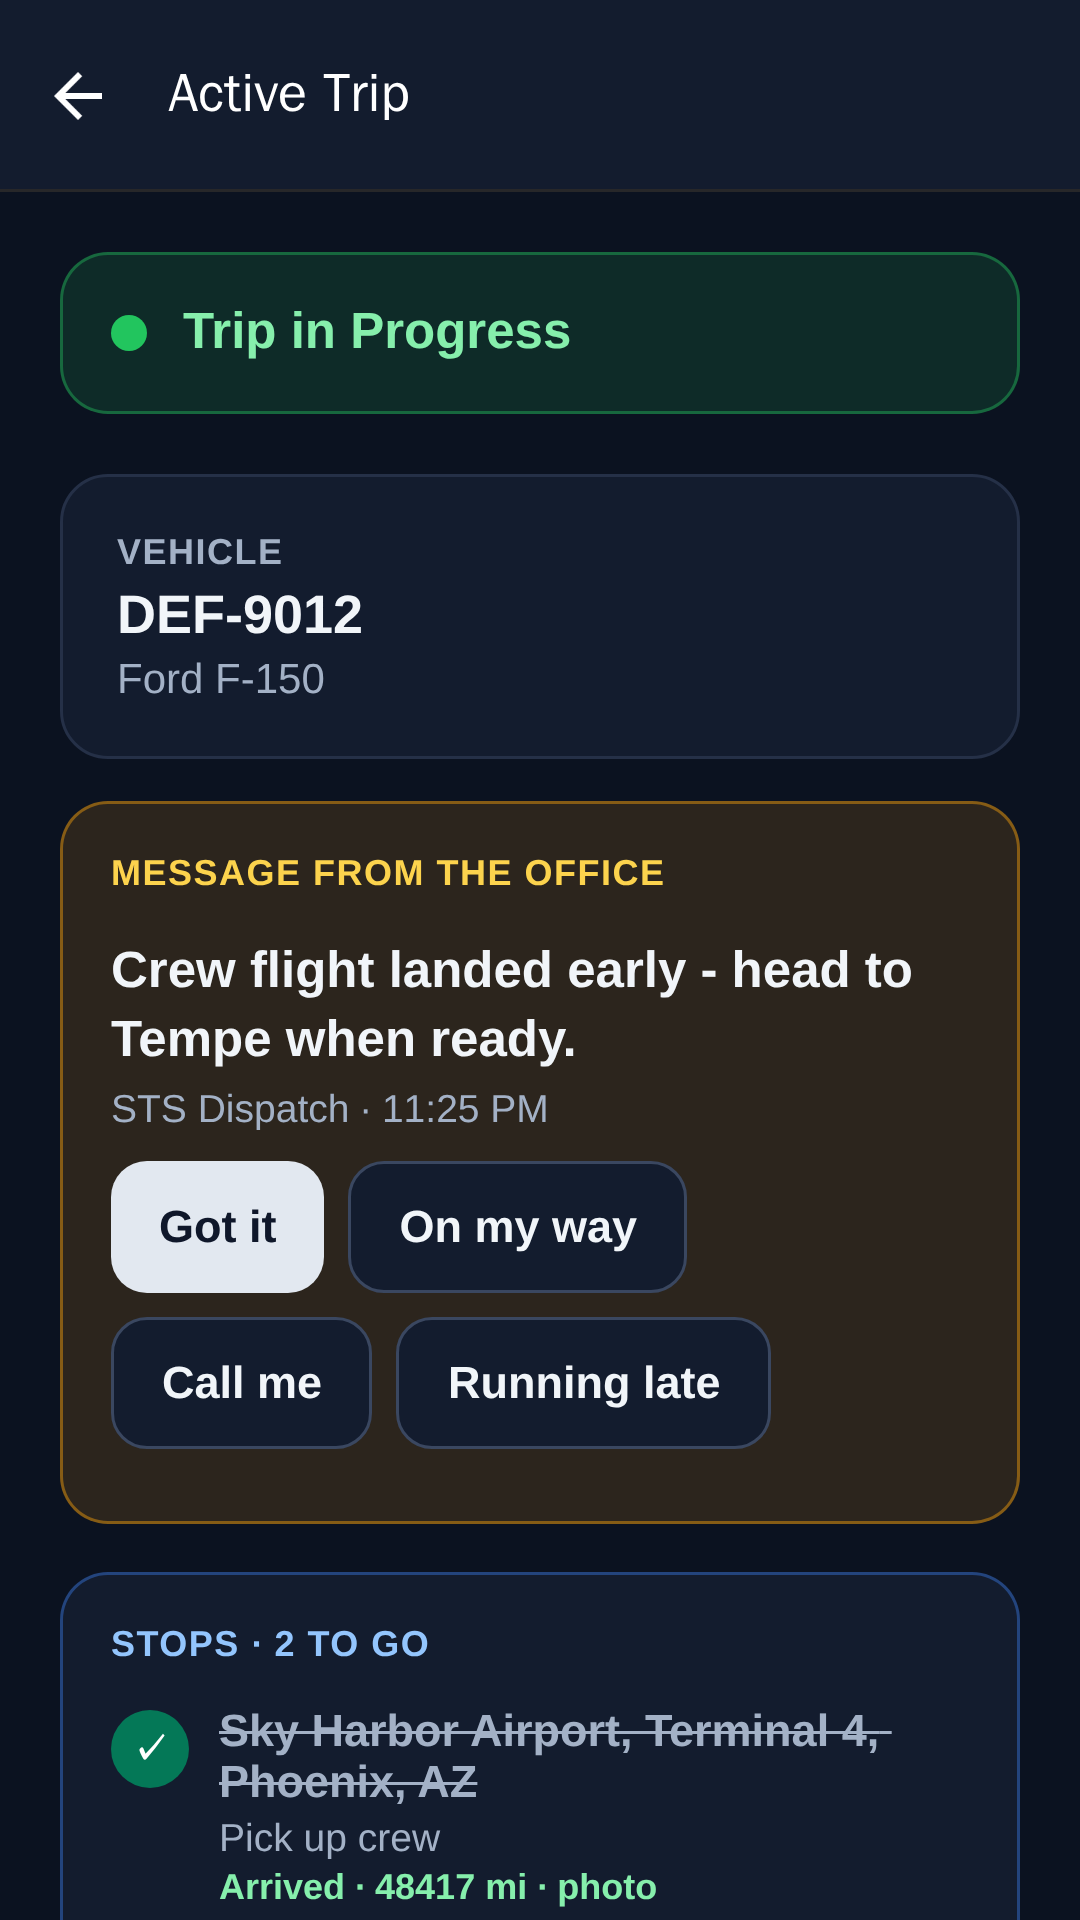 Active Trip
Trip in Progress
VEHICLE
DEF-9012
Ford F-150
MESSAGE FROM THE OFFICE
Crew flight landed early - head to
Tempe when ready.
STS Dispatch · 11:25 PM
Got it
On my way
Call me
Running late
STOPS · 2 TO GO
Sky Harbor Airport, Terminal 4,
Phoenix, AZ
Pick up crew
Arrived · 48417 mi · photo